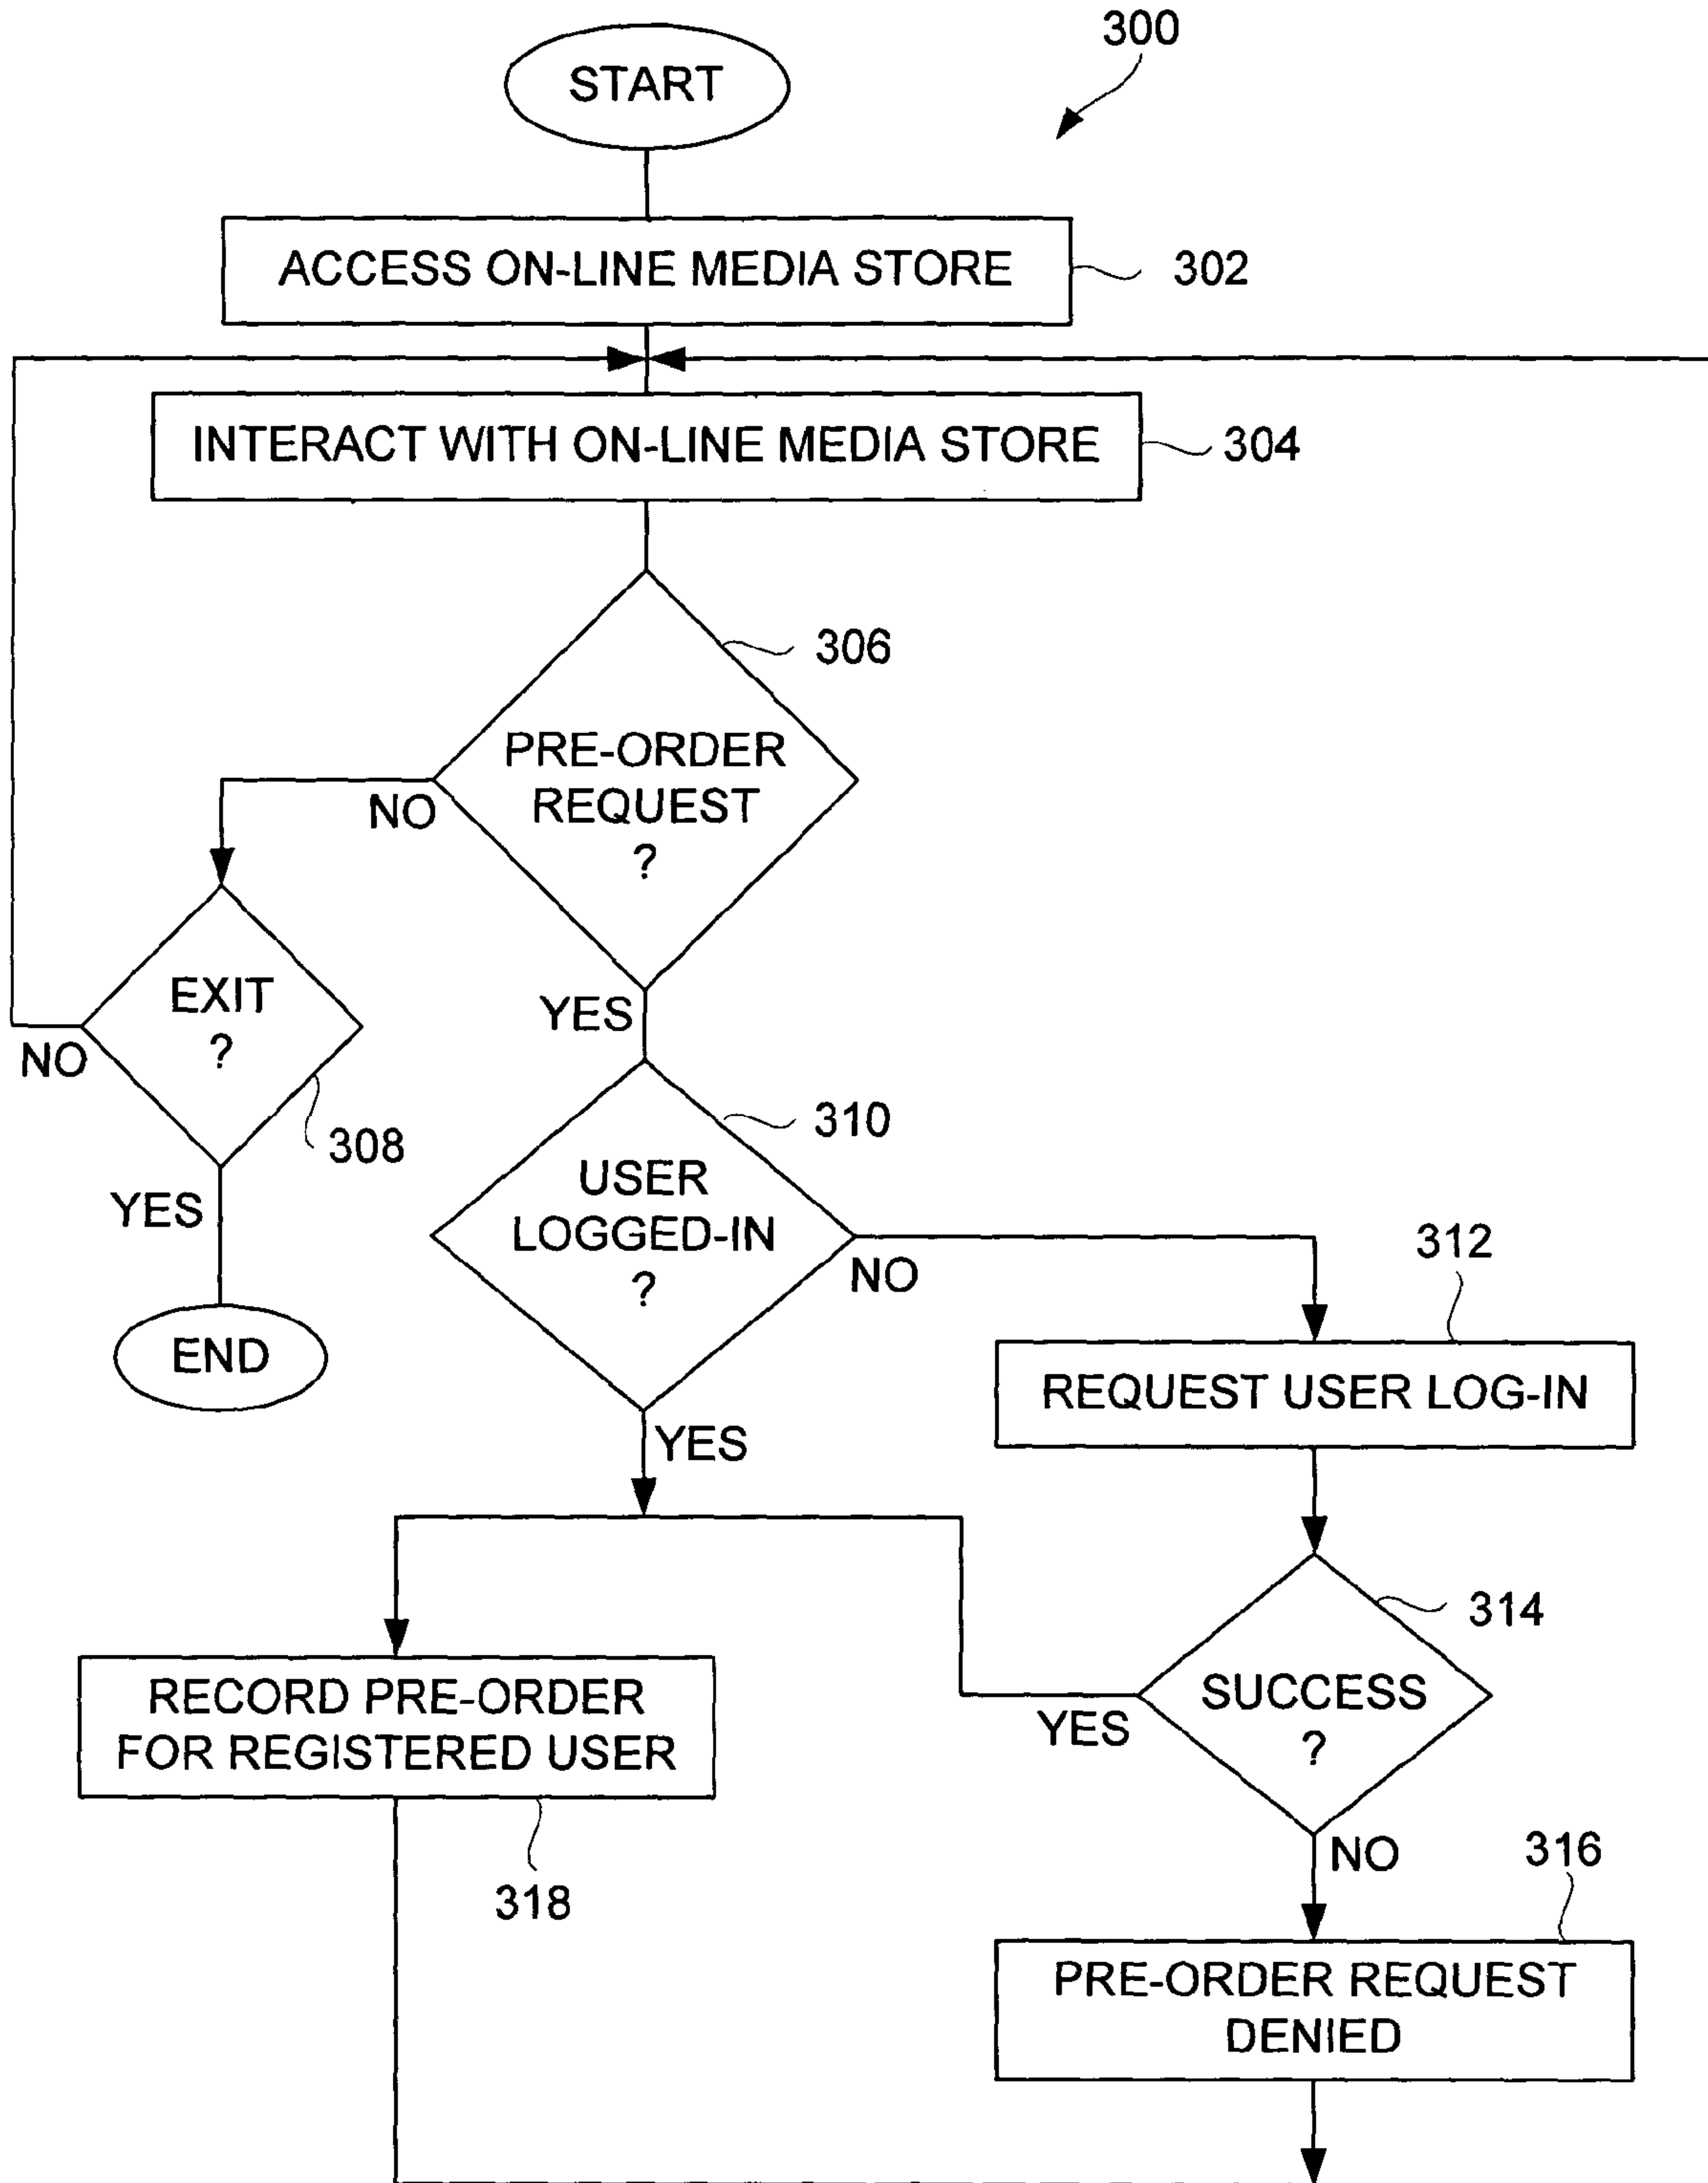 300
START
ACCESS ON-LINE MEDIA STORE
302
INTERACT WITH ON-LINE MEDIA STORE
304
306
PRE-ORDER
REQUEST
?
NO
YES
EXIT
?
NO
308
YES
END
310
USER
LOGGED-IN
?
NO
YES
312
REQUEST USER LOG-IN
314
SUCCESS
?
YES
NO
RECORD PRE-ORDER
FOR REGISTERED USER
318
316
PRE-ORDER REQUEST
DENIED